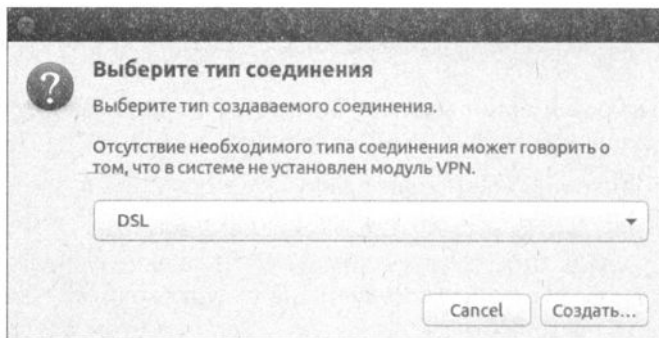 Выберите тип соединения
Выберите тип создаваемого соединения.
Отсутствие необходимого типа соединения может говорить о
том, что в системе не установлен модуль VPN.
DSL
Cancel
Создать...